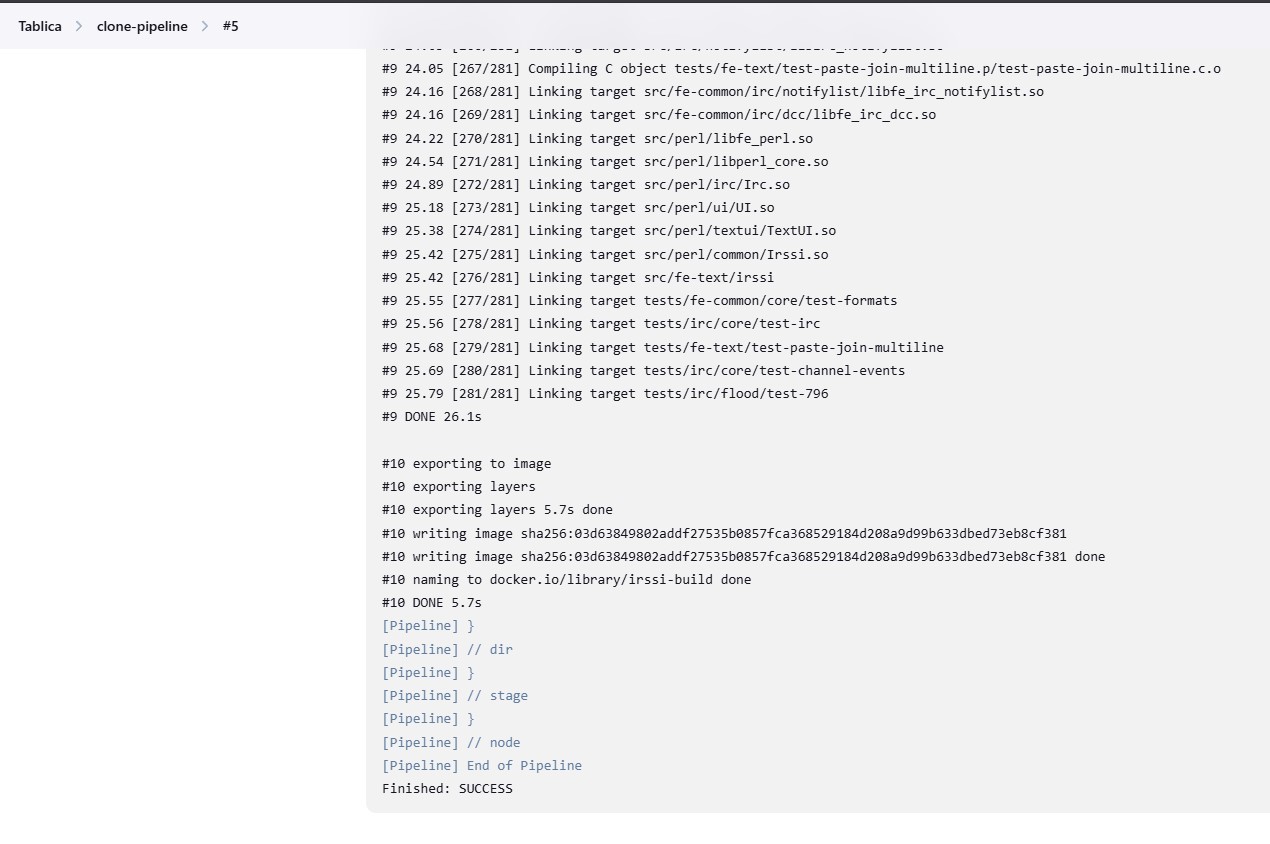 Tablica > clone-pipeline > #5
#9 24.05 [267/281] Compiling C object tests/fe-text/test-paste-join-multiline.p/test-paste-join-multiline.c.o
#9 24.16 [268/281] Linking target src/fe-common/irc/notifylist/libfe_irc_notifylist.so
#9 24.16 [269/281] Linking target src/fe-common/irc/dcc/libfe_irc_dcc.so
#9 24.22 [270/281] Linking target src/perl/libfe_perl.so
#9 24.54 [271/281] Linking target src/perl/libperl_core.so
#9 24.89 [272/281] Linking target src/perl/irc/Irc.so
#9 25.18 [273/281] Linking target src/perl/ui/UI.so
#9 25.38 [274/281] Linking target src/perl/textui/TextUI.so
#9 25.42 [275/281] Linking target src/perl/common/Irssi.so
#9 25.42 [276/281] Linking target src/fe-text/irssi
#9 25.55 [277/281] Linking target tests/fe-common/core/test-formats
#9 25.56 [278/281] Linking target tests/irc/core/test-irc
#9 25.68 [279/281] Linking target tests/fe-text/test-paste-join-multiline
#9 25.69 [280/281] Linking target tests/irc/core/test-channel-events
#9 25.79 [281/281] Linking target tests/irc/flood/test-796
#9 DONE 26.1s
#10 exporting to image
#10 exporting layers
#10 exporting layers 5.7s done
#10 writing image sha256:03d63849802addf27535b0857fca368529184d208a9d99b633dbed73eb8cf381
#10 writing image sha256:03d63849802addf27535b0857fca368529184d208a9d99b633dbed73eb8cf381 done
#10 naming to docker.io/library/irssi-build done
#10 DONE 5.7s
[Pipeline] }
[Pipeline] // dir
[Pipeline] }
[Pipeline] // stage
[Pipeline] }
[Pipeline] // node
[Pipeline] End of Pipeline
Finished: SUCCESS